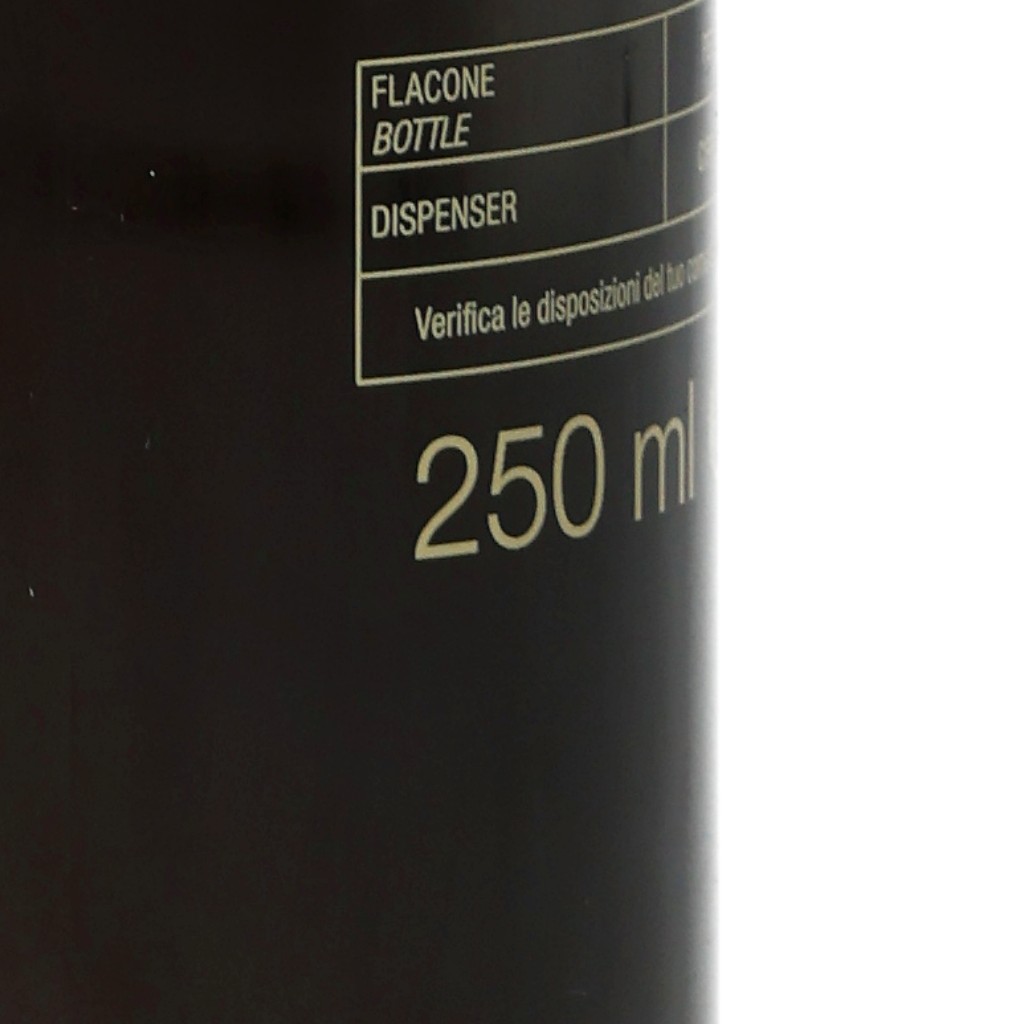 FLACONE
BOTTLE
DISPENSER
Verifica le disposizioni del tuo
250 ml